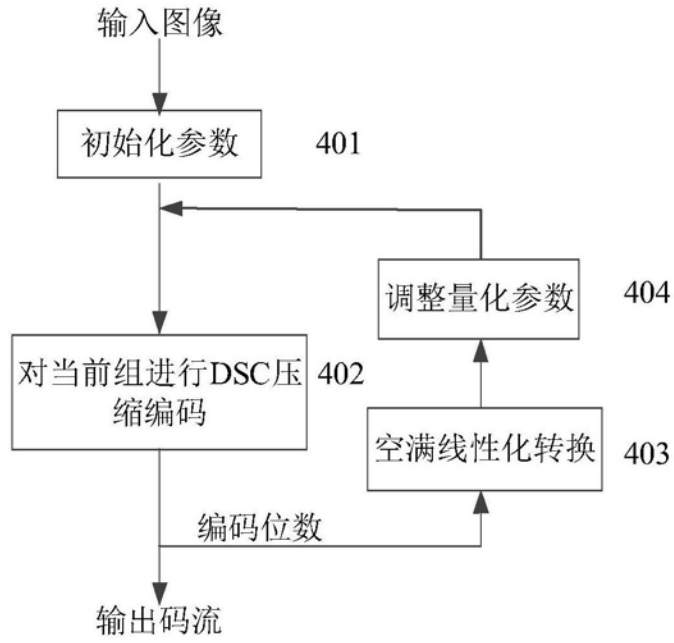 输入图像
初始化参数
401
调整量化参数
404
对当前组进行DSC压
缩编码
402
空满线性化转换
403
编码位数
输出码流